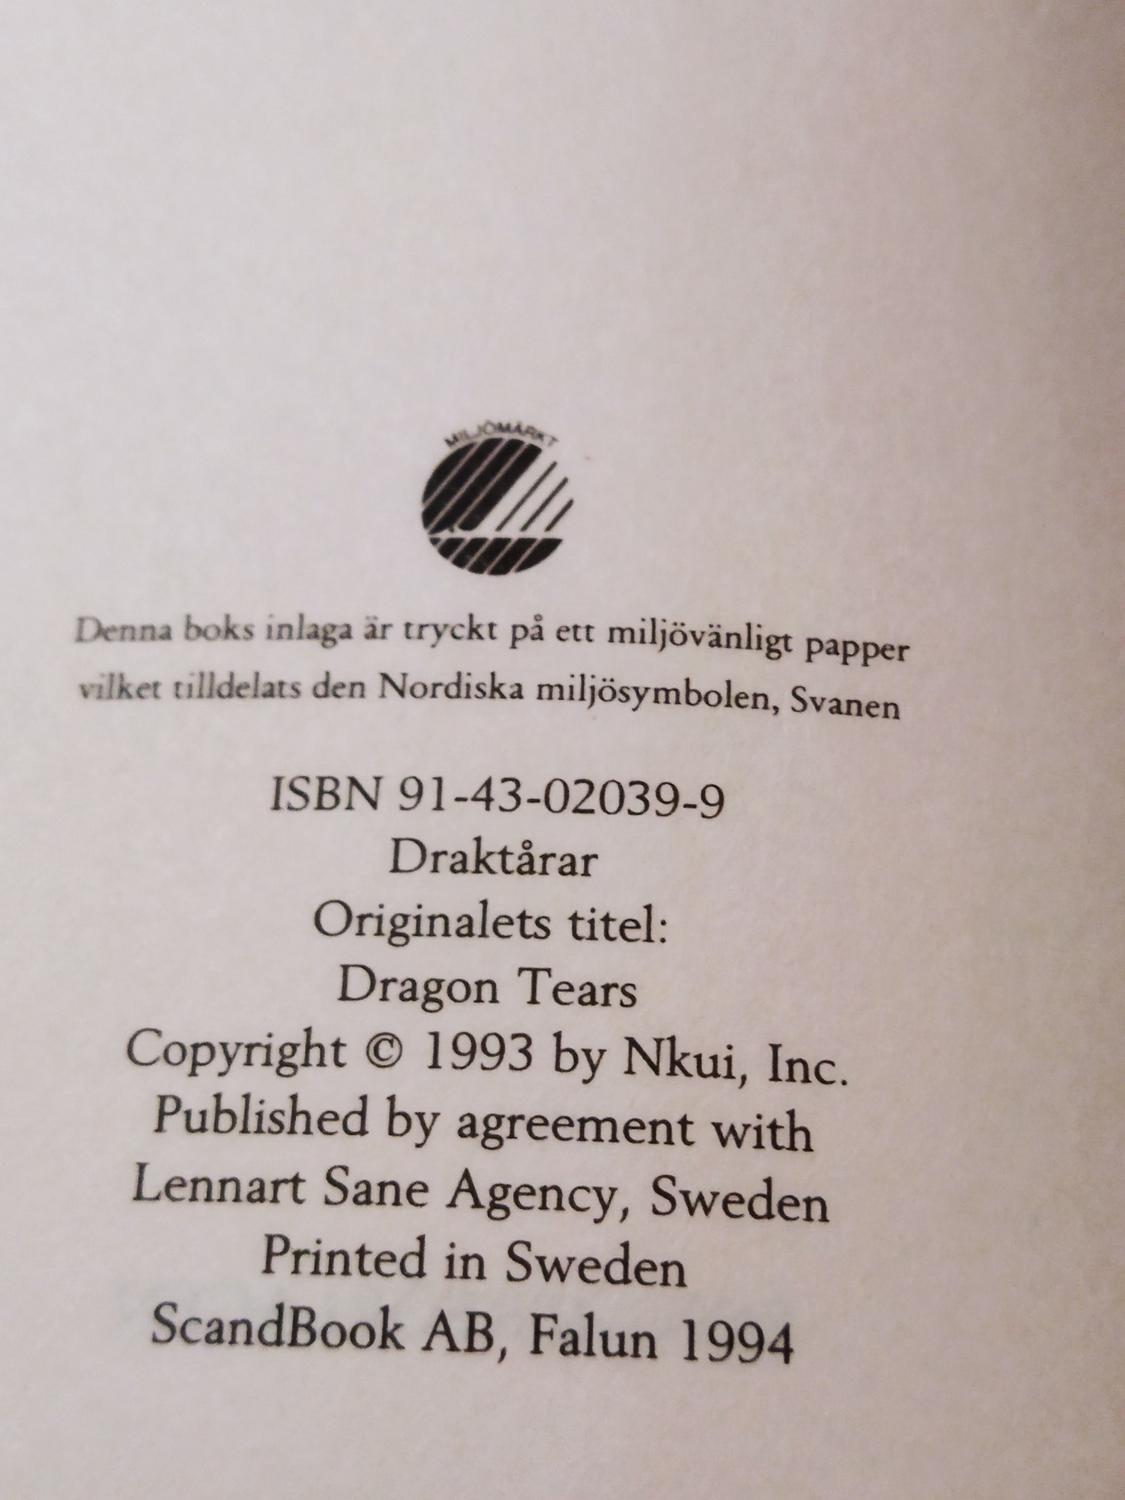 MILJÖMÄRKT
Denna boks inlaga är tryckt på ett miljövänligt papper
vilket tilldelats den Nordiska miljösymbolen, Svanen
ISBN 91-43-02039-9
Draktårar
Originalets titel:
Dragon Tears
Copyright © 1993 by Nkui, Inc.
Published by agreement with
Lennart Sane Agency, Sweden
Printed in Sweden
ScandBook AB, Falun 1994